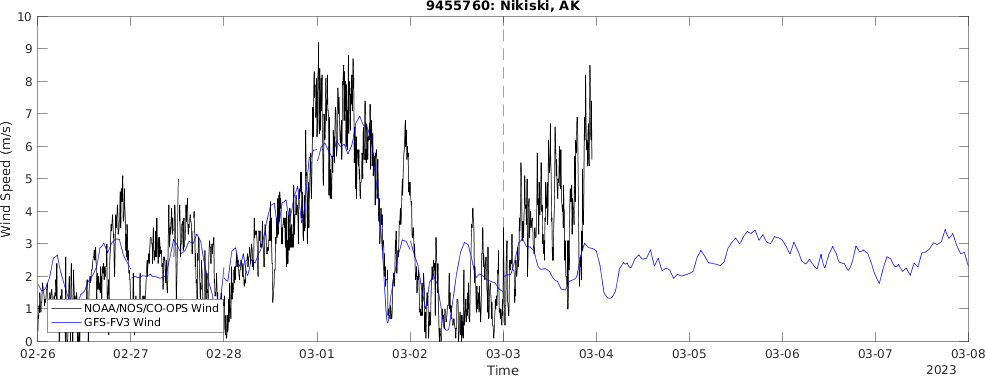 9455760: Nikiski, AK
Wind Speed (m/s)
10
9
8
7
6
5
4
3
2
1
0
NOAA/NOS/CO-OPS Wind
GFS-FV3 Wind
02-26 02-27 02-28 03-01 03-02 03-03 03-04 03-05 03-06 03-07 03-08
Time
2023